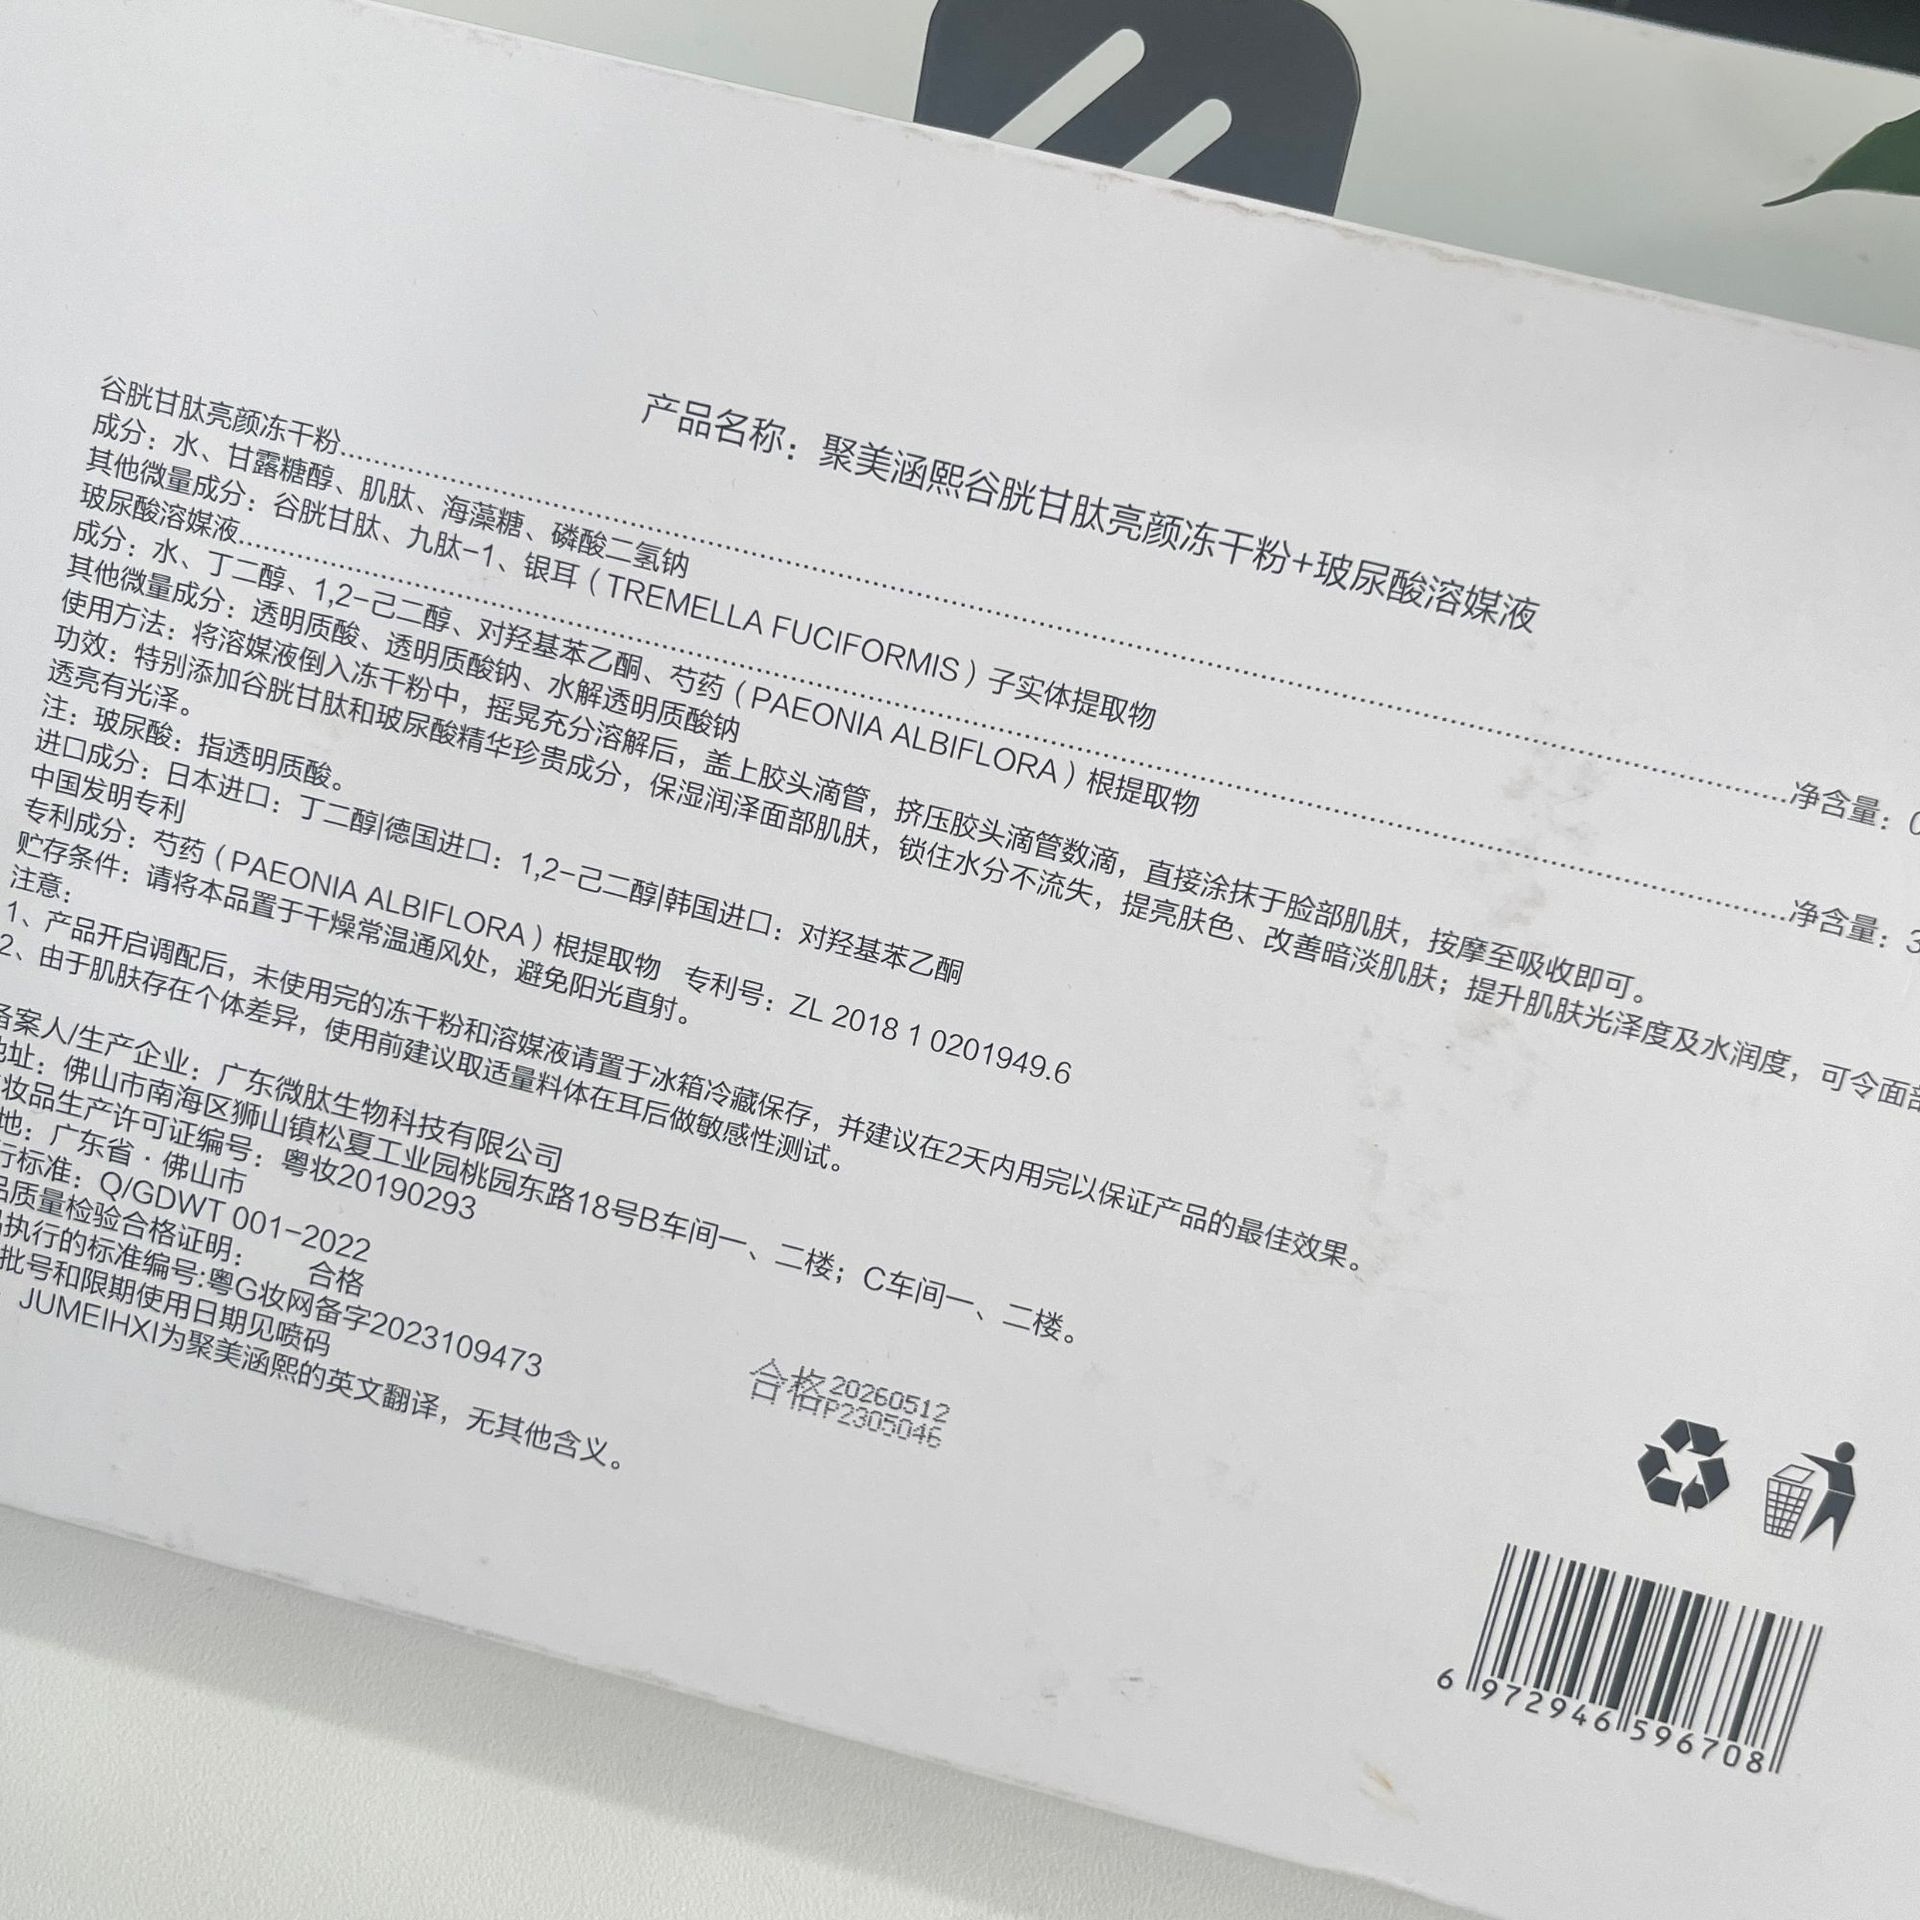 产品名称：聚美涵熙谷胱甘肽亮颜冻干粉+玻尿酸溶媒液
谷胱甘肽亮颜冻干粉……净含量：
成分：水、甘露糖醇、肌肽、海藻糖、磷酸二氢钠
其他微量成分：谷胱甘肽、九肽-1、银耳（TREMELLA FUCIFORMIS）子实体提取物
玻尿酸溶媒液……净含量：3
成分：水、丁二醇、1,2-己二醇、对羟基苯乙酮、芍药（PAEONIA ALBIFLORA）根提取物
其他微量成分：透明质酸、透明质酸钠、水解透明质酸钠
使用方法：将溶媒液倒入冻干粉中，摇晃充分溶解后，盖上胶头滴管，挤压胶头滴管数滴，直接涂抹于脸部肌肤，按摩至吸收即可。
功效：特别添加谷胱甘肽和玻尿酸精华珍贵成分，保湿润泽面部肌肤，锁住水分不流失，提亮肤色、改善暗淡肌肤；提升肌肤光泽度及水润度，可令面部
透亮有光泽。
注：玻尿酸：指透明质酸。
进口成分：日本进口：丁二醇|德国进口：1,2-己二醇|韩国进口：对羟基苯乙酮
中国发明专利
专利成分：芍药（PAEONIA ALBIFLORA）根提取物 专利号：ZL 2018 1 0201949.6
贮存条件：请将本品置于干燥常温通风处，避免阳光直射。
注意：
1、产品开启调配后，未使用完的冻干粉和溶媒液请置于冰箱冷藏保存，并建议在2天内用完以保证产品的最佳效果。
2、由于肌肤存在个体差异，使用前建议取适量料体在耳后做敏感性测试。
备案人/生产企业：广东微肽生物科技有限公司
地址：佛山市南海区狮山镇松夏工业园桃园东路18号B车间一、二楼；C车间一、二楼。
妆品生产许可证编号：粤妆20190293
地：广东省·佛山市
行标准：Q/GDWT 001-2022
品质量检验合格证明： 合格
执行的标准编号:粤G妆网备字2023109473
批号和限期使用日期见喷码
JUMEIHXI为聚美涵熙的英文翻译，无其他含义。
合格 20260512
P2305046
6 972946 596708